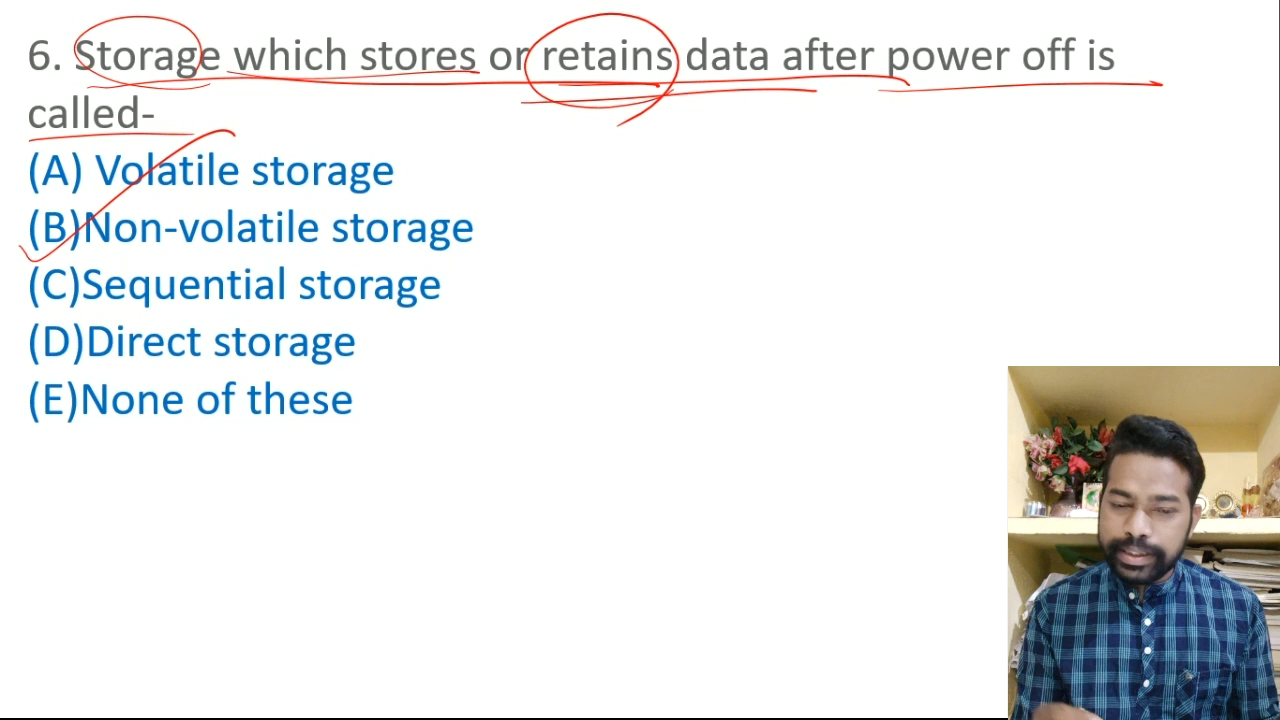 6. Storage which stores or retains data after power off is
called-
(A) Volatile storage
(B)Non-volatile storage
(C)Sequential storage
(D)Direct storage
(E)None of these